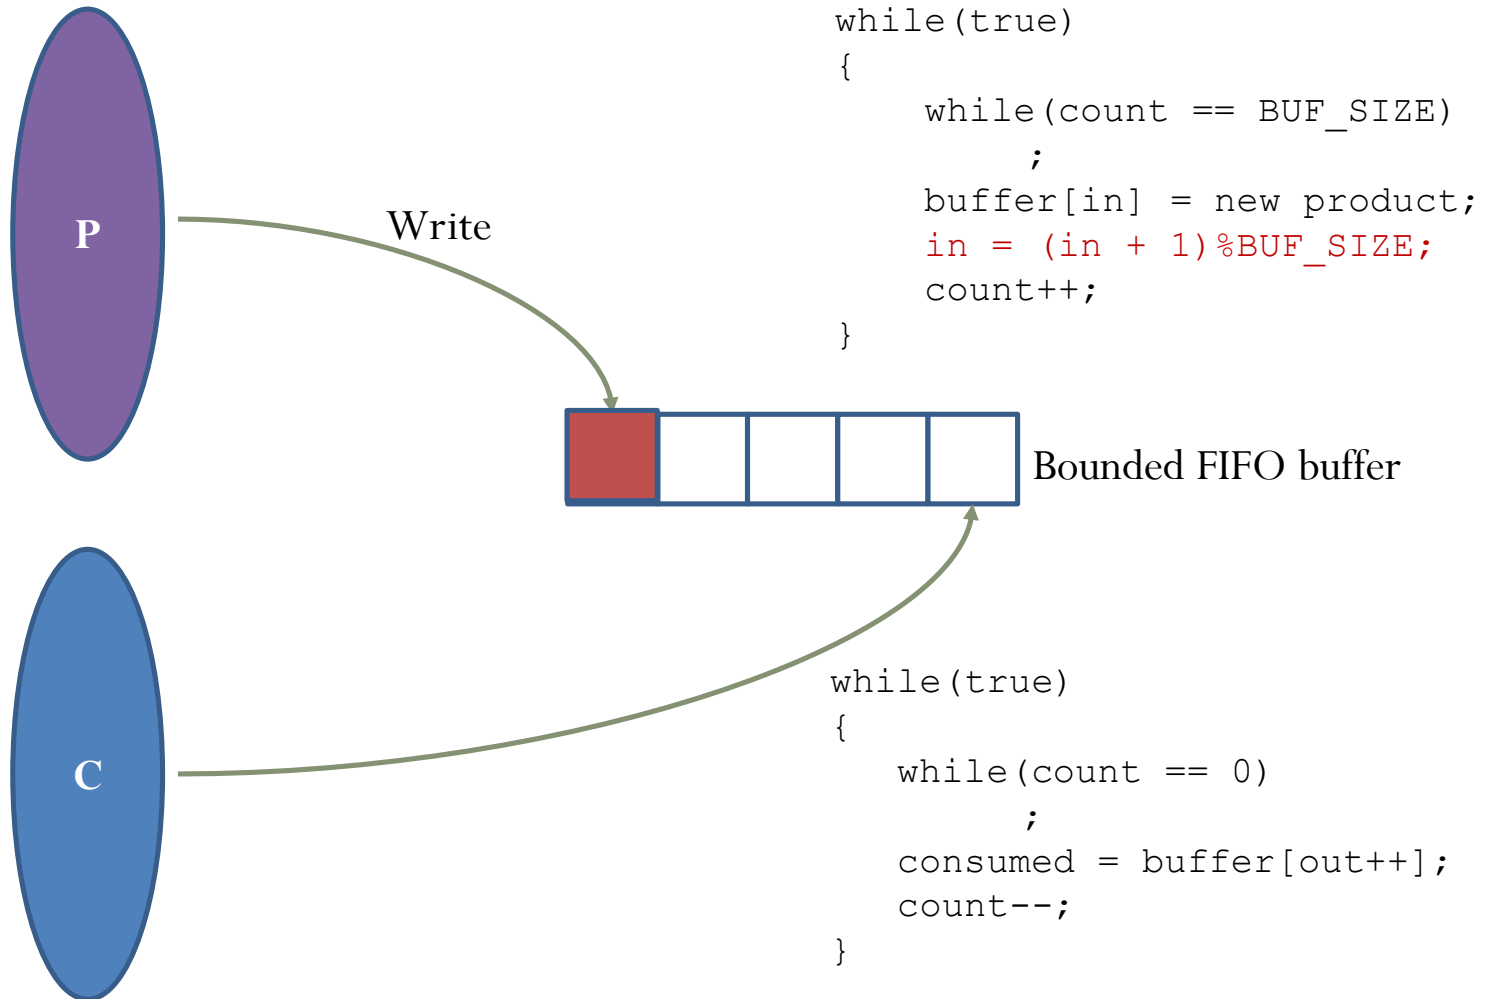 while(true)
{
while(count == BUF_SIZE)
;
buffer[in] = new product;
in = (in + 1)%BUF_SIZE;
count++;
}
P
Write
Bounded FIFO buffer
C
while(true)
{
while(count == 0)
;
consumed = buffer[out++];
count--;
}